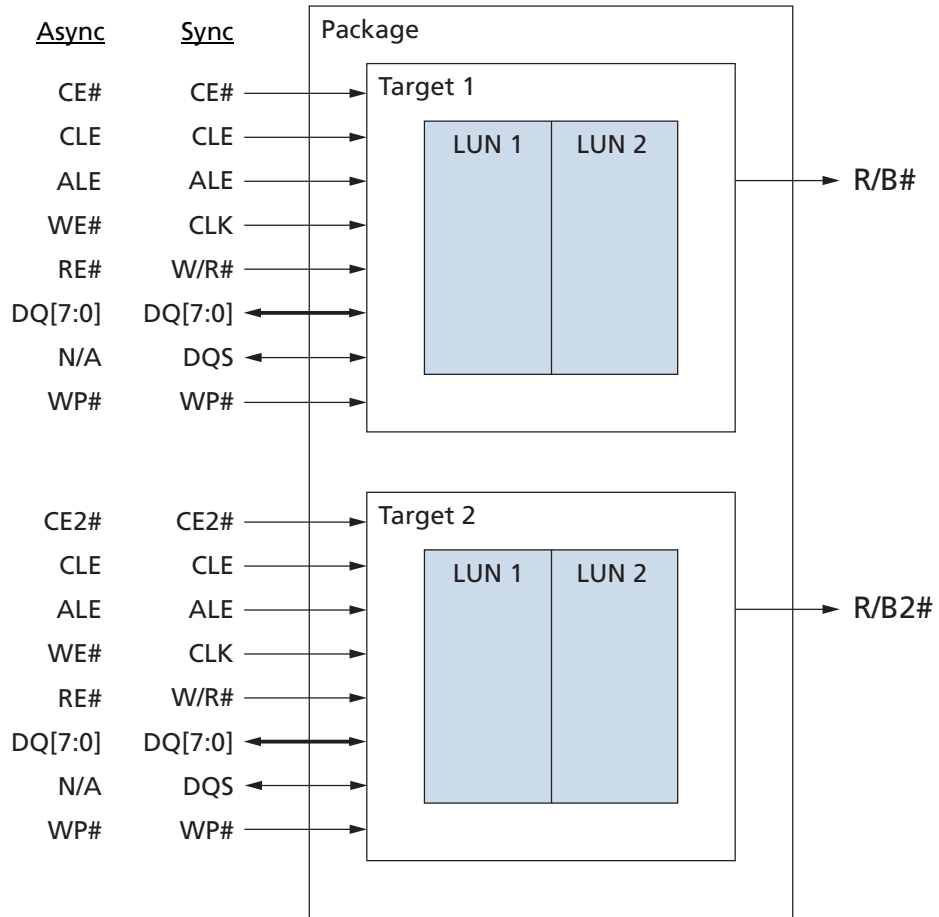 Async Sync Package
Target 1
CE# CE#
CLE CLE LUN 1 LUN 2
ALE ALE R/B#
WE# CLK
RE# W/R#
DQ[7:0] DQ[7:0]
N/A DQS
WP# WP#
Target 2
CE2# CE2#
CLE CLE LUN 1 LUN 2
ALE ALE R/B2#
WE# CLK
RE# W/R#
DQ[7:0] DQ[7:0]
N/A DQS
WP# WP#